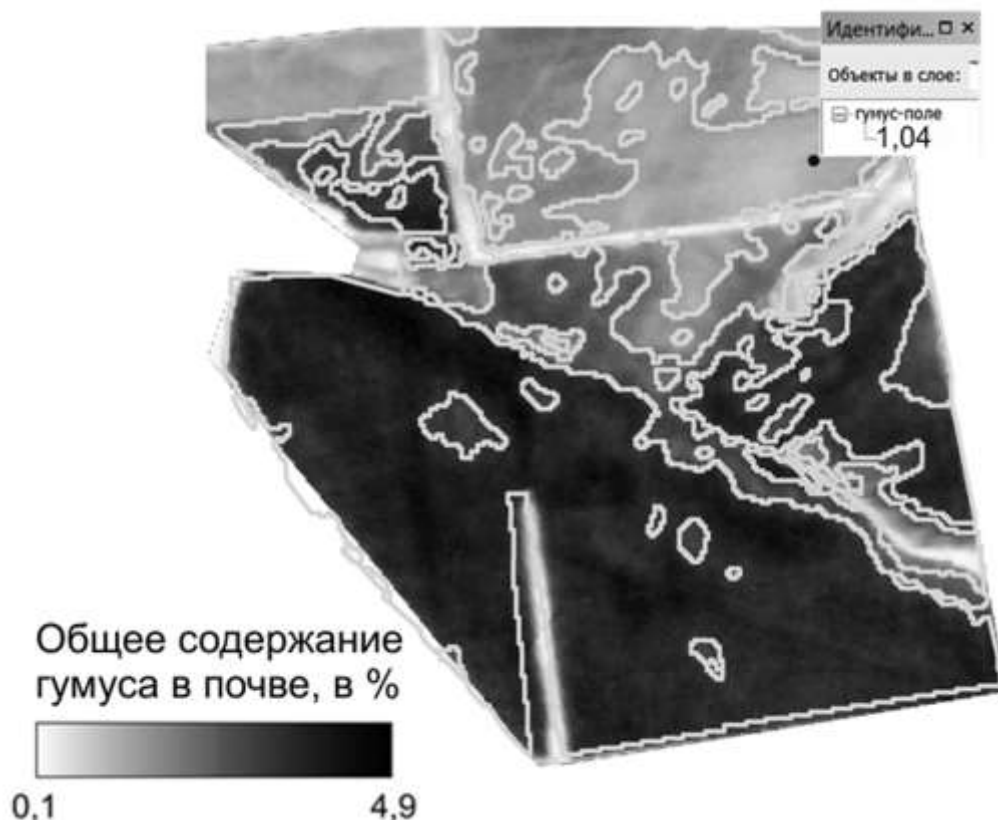 Идентифи...
Объекты в слое:
гумус-поле
1,04
Общее содержание
гумуса в почве, в %
0,1 4,9